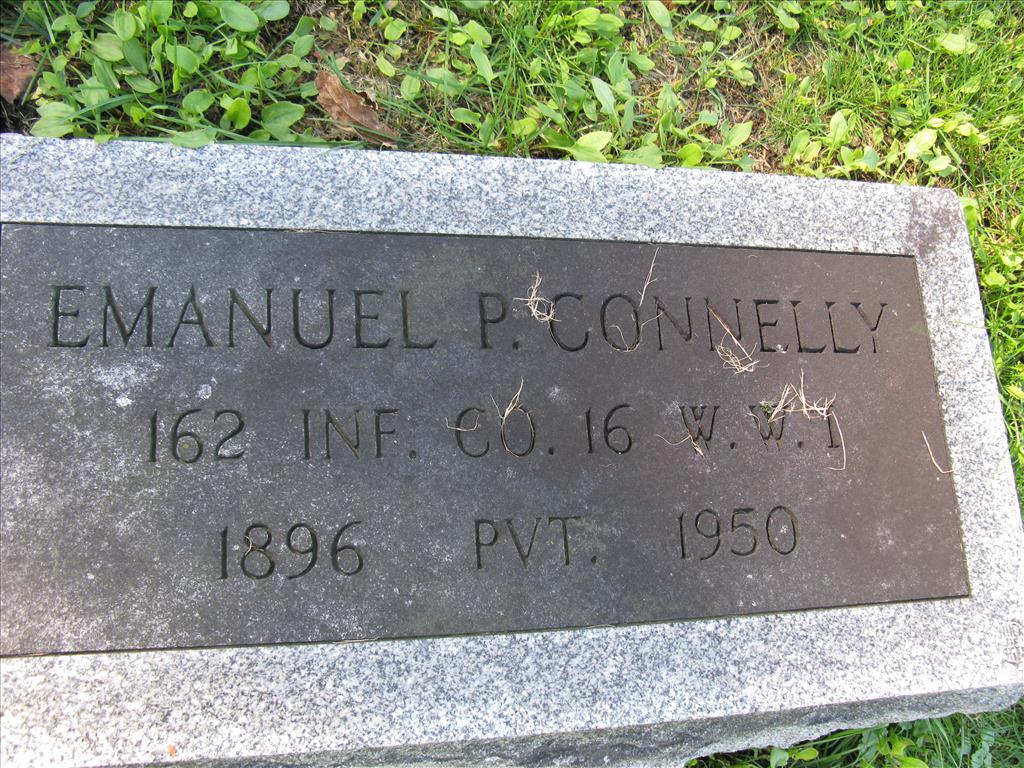 EMANUEL P. CONNELLY
162 INF. CO. 16 W.W.I
1896 PVT. 1950